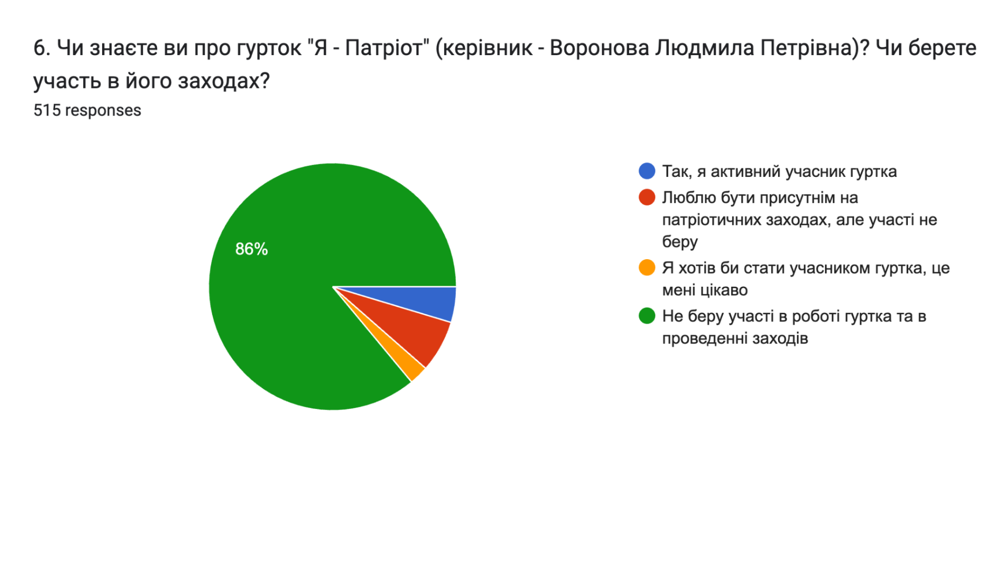 6. Чи знаєте ви про гурток "Я - Патріот" (керівник - Воронова Людмила Петрівна)? Чи берете
участь в його заходах?
515 responses
86%
Так, я активний учасник гуртка
Люблю бути присутнім на
патріотичних заходах, але участі не
беру
Я хотів би стати учасником гуртка, це
мені цікаво
Не беру участі в роботі гуртка та в
проведенні заходів